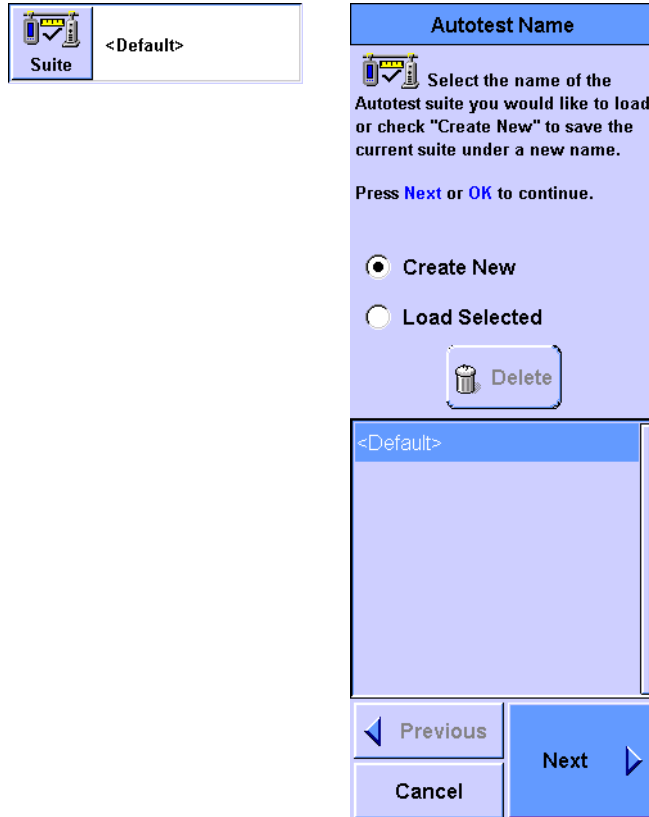 Suite
<Default>
Autotest Name
Select the name of the
Autotest suite you would like to load
or check "Create New" to save the
current suite under a new name.
Press Next or OK to continue.
Create New
Load Selected
Delete
<Default>
Previous
Next
Cancel